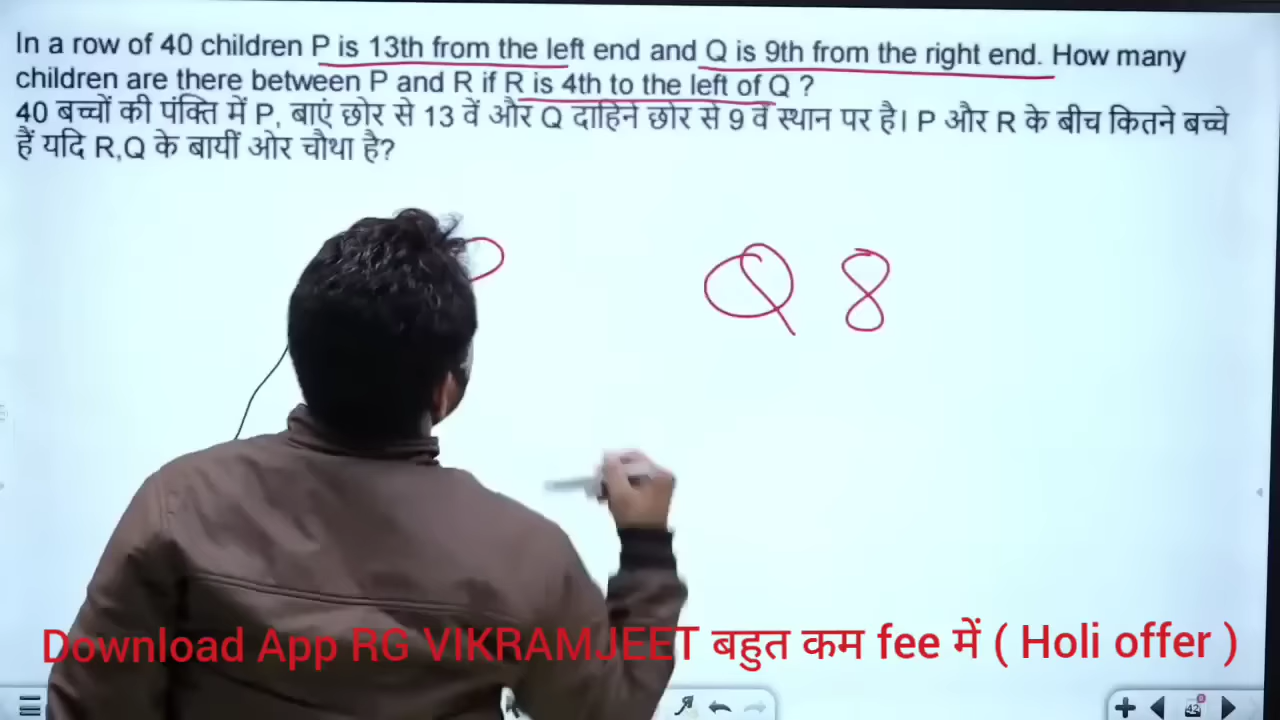 In a row of 40 children P is 13th from the left end and Q is 9th from the right end. How many
children are there between P and R if R is 4th to the left of Q ?
40 बच्चों की पंक्ति में P, बाएं छोर से 13 वें और Q दाहिने छोर से 9 वें स्थान पर है। P और R के बीच कितने बच्चे
हैं यदि R,Q के बायीं ओर चौथा है?
P Q 8
Download App RG VIKRAMJEET बहुत कम fee में ( Holi offer )